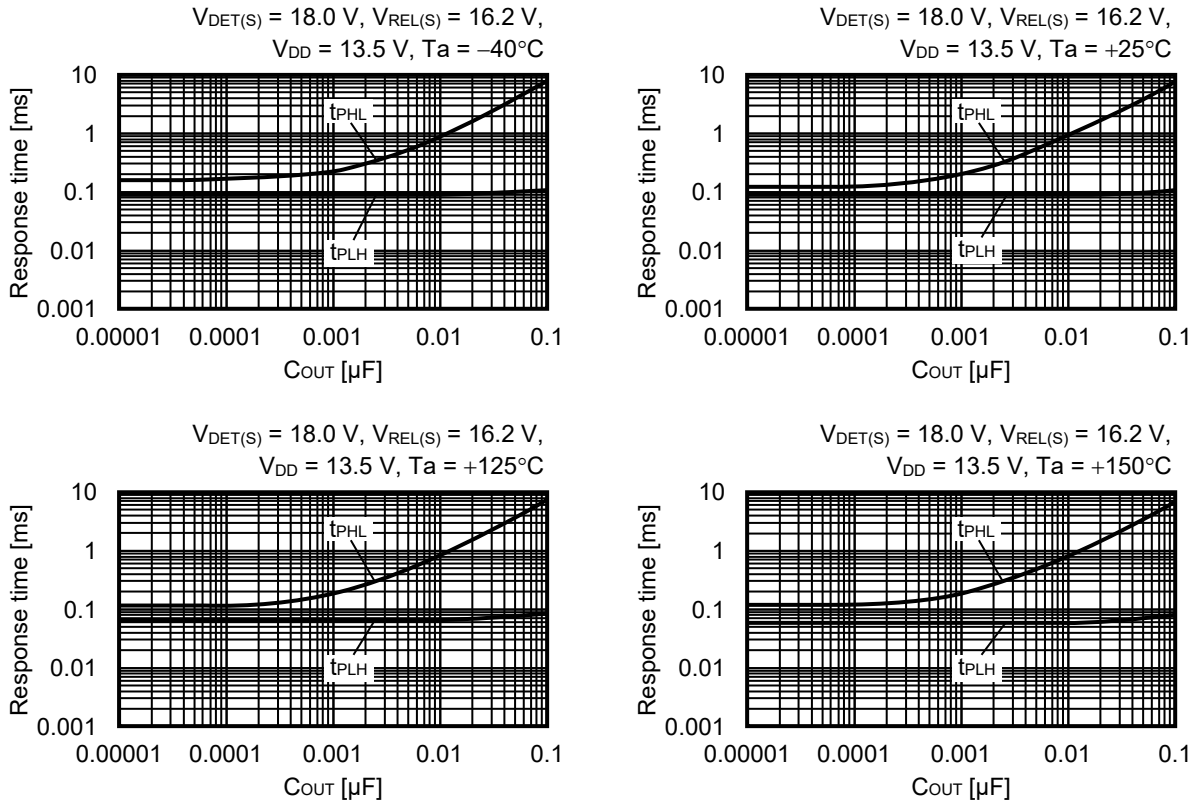 VDET(S) = 18.0 V, VREL(S) = 16.2 V,
VDD = 13.5 V, Ta = −40°C
Response time [ms]
10
1
0.1
0.01
0.001
tPHL
tPLH
0.00001 0.0001 0.001 0.01 0.1
COUT [µF]
VDET(S) = 18.0 V, VREL(S) = 16.2 V,
VDD = 13.5 V, Ta = +25°C
Response time [ms]
10
1
0.1
0.01
0.001
tPHL
tPLH
0.00001 0.0001 0.001 0.01 0.1
COUT [µF]
VDET(S) = 18.0 V, VREL(S) = 16.2 V,
VDD = 13.5 V, Ta = +125°C
Response time [ms]
10
1
0.1
0.01
0.001
tPHL
tPLH
0.00001 0.0001 0.001 0.01 0.1
COUT [µF]
VDET(S) = 18.0 V, VREL(S) = 16.2 V,
VDD = 13.5 V, Ta = +150°C
Response time [ms]
10
1
0.1
0.01
0.001
tPHL
tPLH
0.00001 0.0001 0.001 0.01 0.1
COUT [µF]